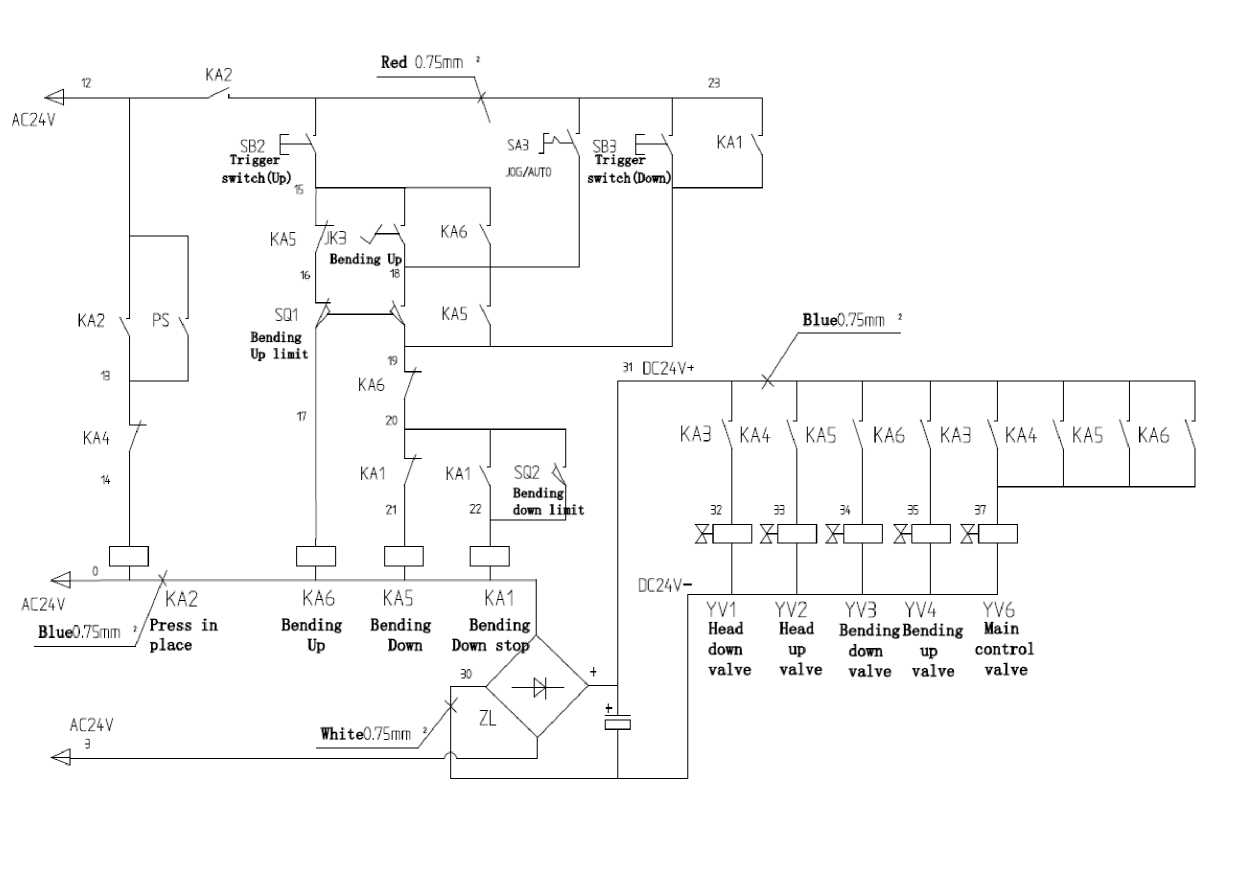 Red 0.75mm ²
12
KA2
23
AC24V
SB2
Trigger
switch(Up)
SA3
JOG/AUTO
SB3
Trigger
switch(Down)
KA1
15
KA5
JK3
Bending Up
KA6
16
18
KA2
PS
SQ1
Bending
Up limit
KA5
Blue0.75mm ²
13
19
31 DC24V+
KA6
17
20
KA4
KA3
KA4
KA5
KA6
KA3
KA4
KA5
KA6
14
KA1
KA1
SQ2
Bending
down limit
21
22
32
33
34
35
37
0
AC24V
DC24V-
Blue0.75mm ²
KA2
Press in
place
KA6
Bending
Up
KA5
Bending
Down
KA1
Bending
Down stop
YV1
Head
down
valve
YV2
Head
up
valve
YV3
Bending
down
valve
YV4
Bending
up
valve
YV6
Main
control
valve
30
+
+
ZL
White0.75mm ²
AC24V
3